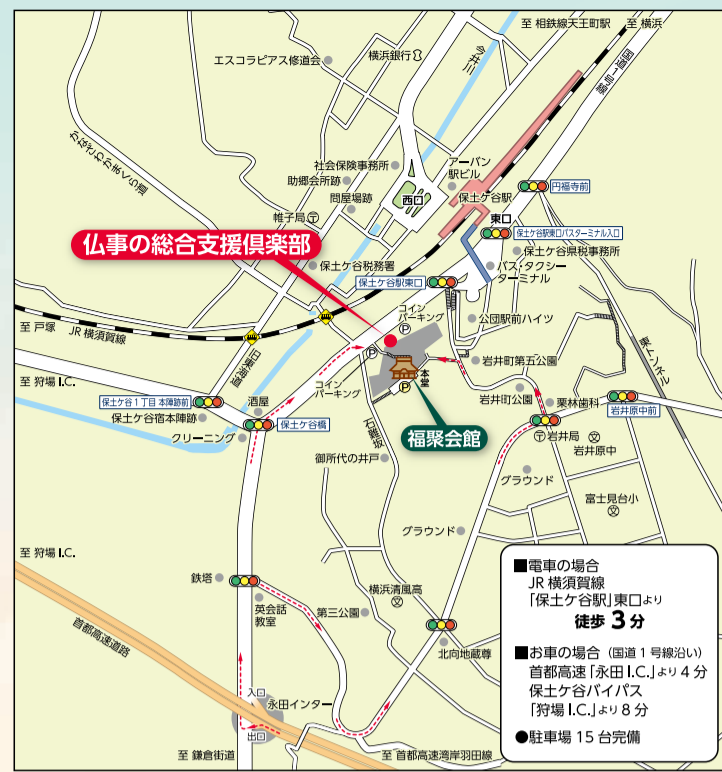 至 相鉄線天王町駅
至 横浜
国道1号線
今井川
横浜銀行
エスコラピアス修道会
かなざわかまくら道
社会保険事務所
助郷会所跡
問屋場跡
帷子局
西口
アーバン
駅ビル
保土ケ谷駅
円福寺前
東口
保土ケ谷駅東口バスターミナル入口
保土ケ谷県税事務所
バス・タクシー
ターミナル
仏事の総合支援倶楽部
保土ケ谷税務署
保土ケ谷駅東口
コイン
パーキング
P
公団駅前ハイツ
至 戸塚
JR 横須賀線
旧東海道
至 狩場 I.C.
P
コイン
パーキング
本堂
P
岩井町第五公園
岩井町公園
東トンネル
栗林歯科
岩井原中前
保土ケ谷1丁目 本陣跡前
保土ケ谷宿本陣跡
酒屋
クリーニング
保土ケ谷橋
石難坂
福聚会館
岩井局
岩井原中
御所代の井戸
グラウンド
富士見台小
グラウンド
至 狩場 I.C.
鉄塔
英会話
教室
第三公園
横浜清風高
北向地蔵尊
首都高速道路
入口
永田インター
出口
至 鎌倉街道
至 首都高速湾岸羽田線
■電車の場合
JR 横須賀線
「保土ケ谷駅」東口より
徒歩 3分
■お車の場合（国道1号線沿い）
首都高速「永田 I.C.」より 4 分
保土ケ谷バイパス
「狩場 I.C.」より 8 分
●駐車場 15 台完備